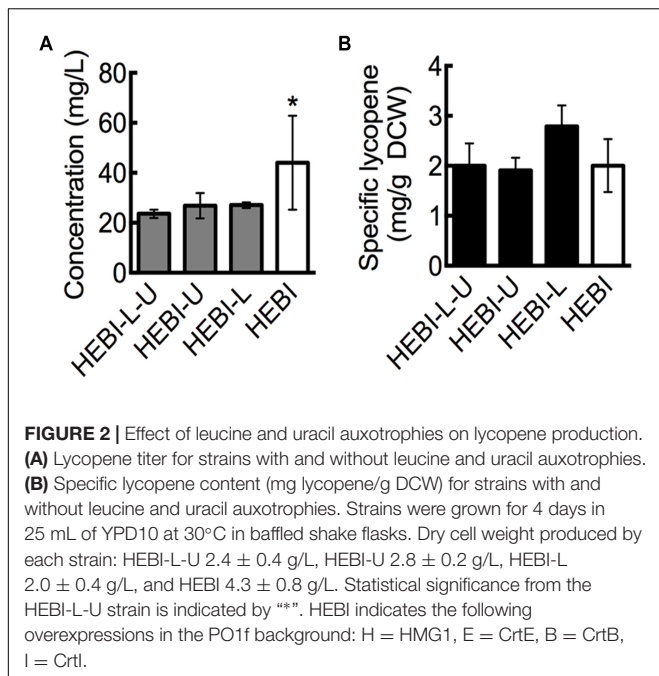 A
B
Concentration (mg/L)
80
60
40
20
0
*
HEBI-L-U
HEBI-U
HEBI-L
HEBI
Specific lycopene
(mg/g DCW)
4
3
2
1
0
HEBI-L-U
HEBI-U
HEBI-L
HEBI
FIGURE 2 | Effect of leucine and uracil auxotrophies on lycopene production.
(A) Lycopene titer for strains with and without leucine and uracil auxotrophies.
(B) Specific lycopene content (mg lycopene/g DCW) for strains with and
without leucine and uracil auxotrophies. Strains were grown for 4 days in
25 mL of YPD10 at 30°C in baffled shake flasks. Dry cell weight produced by
each strain: HEBI-L-U 2.4 ± 0.4 g/L, HEBI-U 2.8 ± 0.2 g/L, HEBI-L
2.0 ± 0.4 g/L, and HEBI 4.3 ± 0.8 g/L. Statistical significance from the
HEBI-L-U strain is indicated by “*”. HEBI indicates the following
overexpressions in the PO1f background: H = HMG1, E = CrtE, B = CrtB,
I = CrtI.